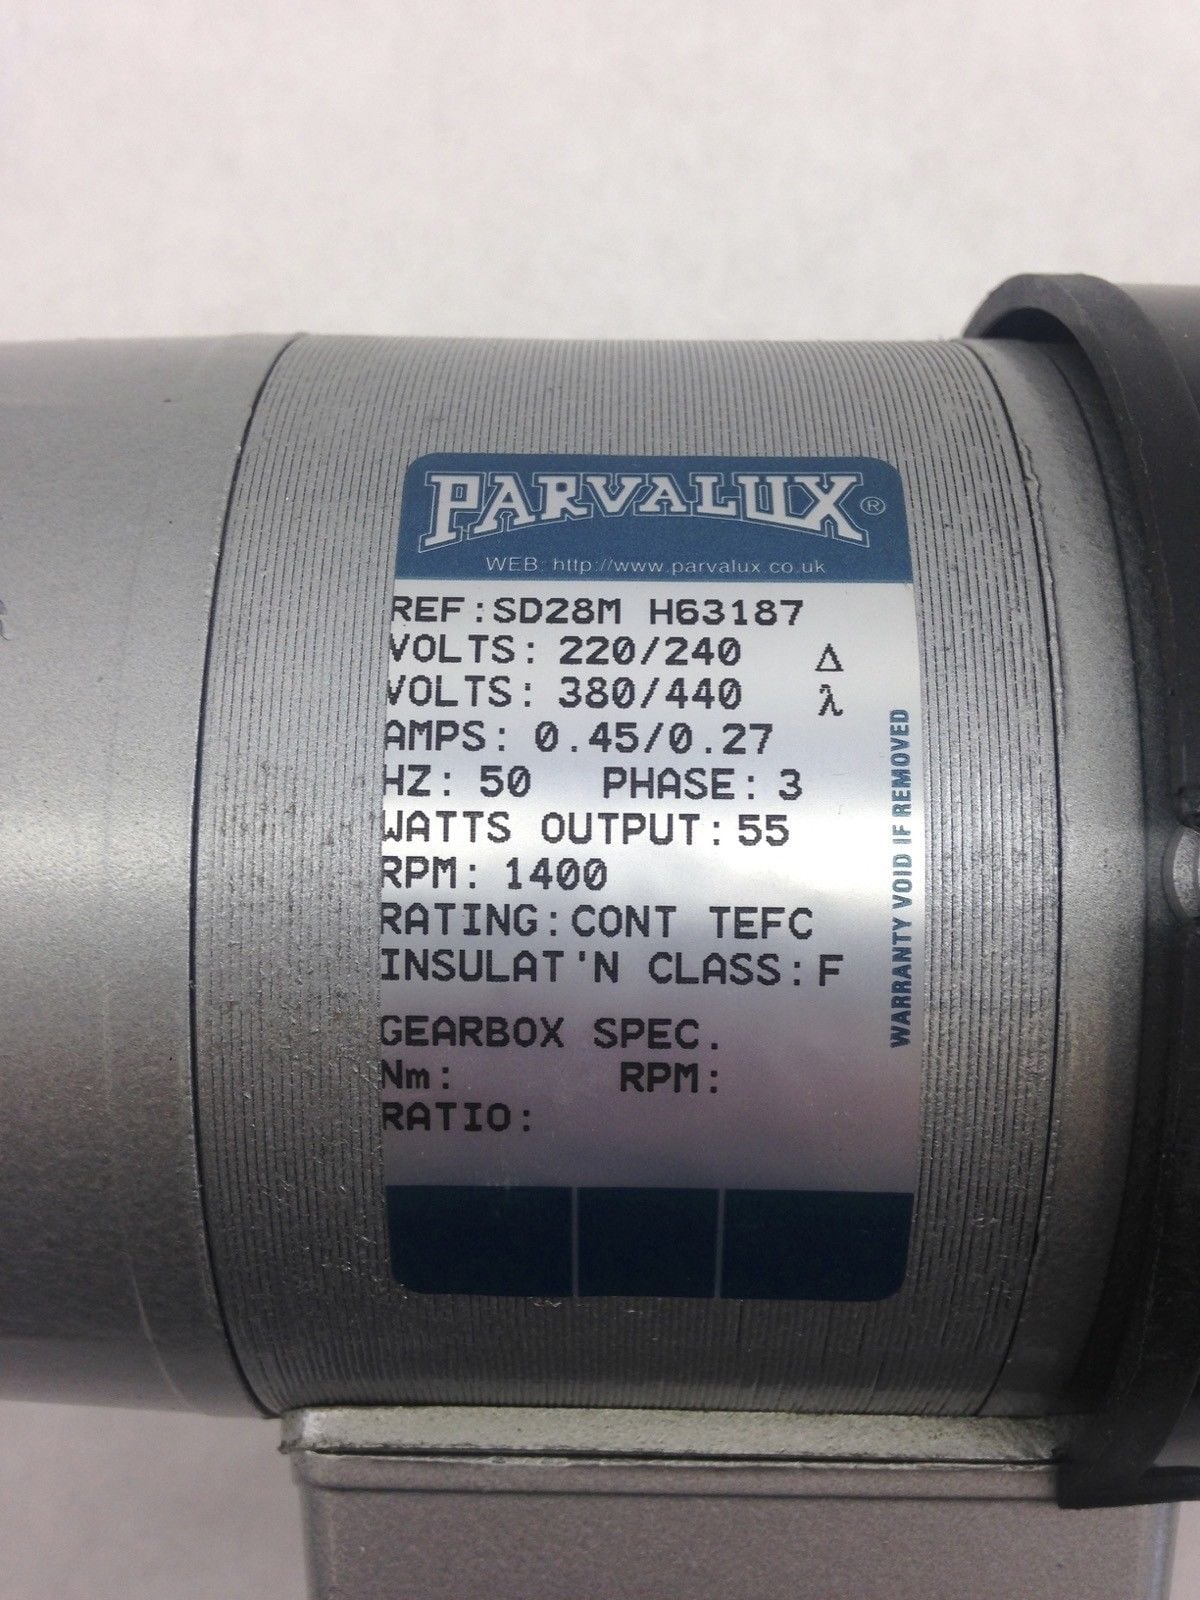 PARVALUX®
WEB: http://www.parvalux.co.uk
REF:SD28M H63187
VOLTS: 220/240 Δ
VOLTS: 380/440 λ
AMPS: 0.45/0.27
HZ: 50 PHASE: 3
WATTS OUTPUT: 55
RPM: 1400
RATING: CONT TEFC
INSULAT'N CLASS: F
GEARBOX SPEC.
Nm: RPM:
RATIO:
WARRANTY VOID IF REMOVED